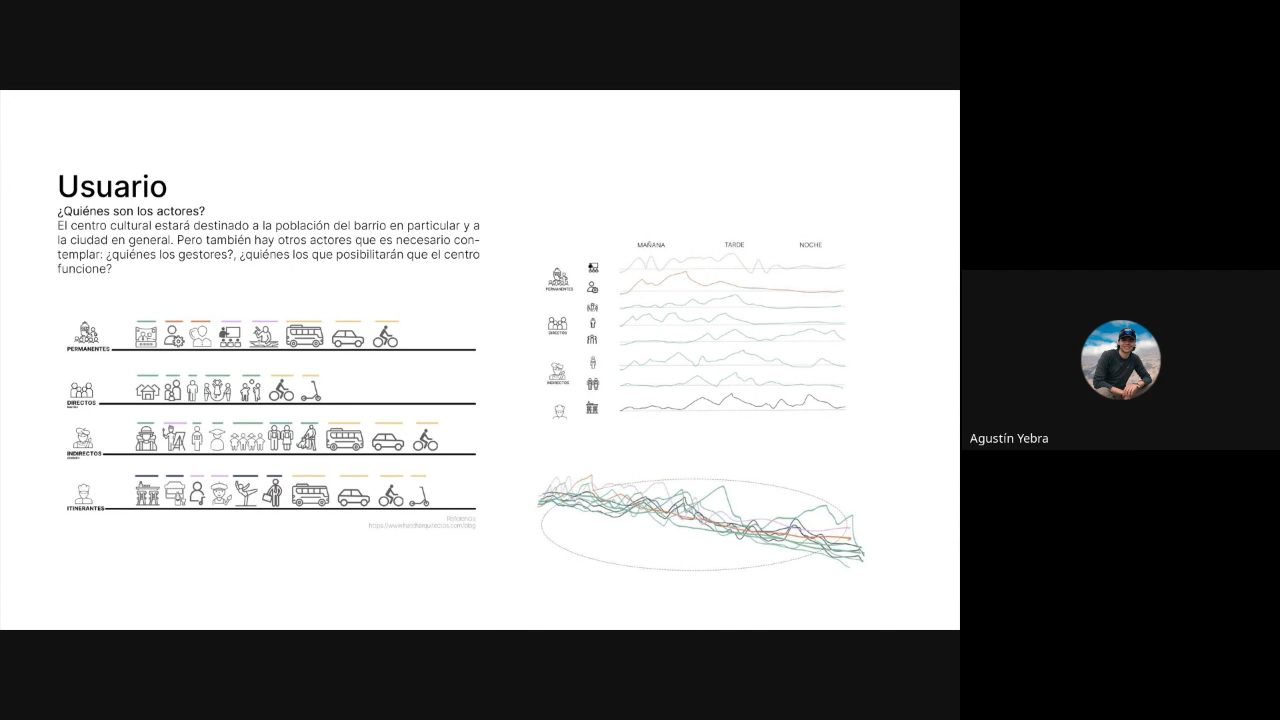 Usuario
¿Quiénes son los actores?
El centro cultural estará destinado a la población del barrio en particular y a
la ciudad en general. Pero también hay otros actores que es necesario con-
templar: ¿quiénes los gestores?, ¿quiénes los que posibilitarán que el centro
funcione?
PERMANENTES
DIRECTOS
INDIRECTOS
ITINERANTES
Referencia:
MAÑANA TARDE NOCHE
PERMANENTES
DIRECTOS
INDIRECTOS
Agustín Yebra